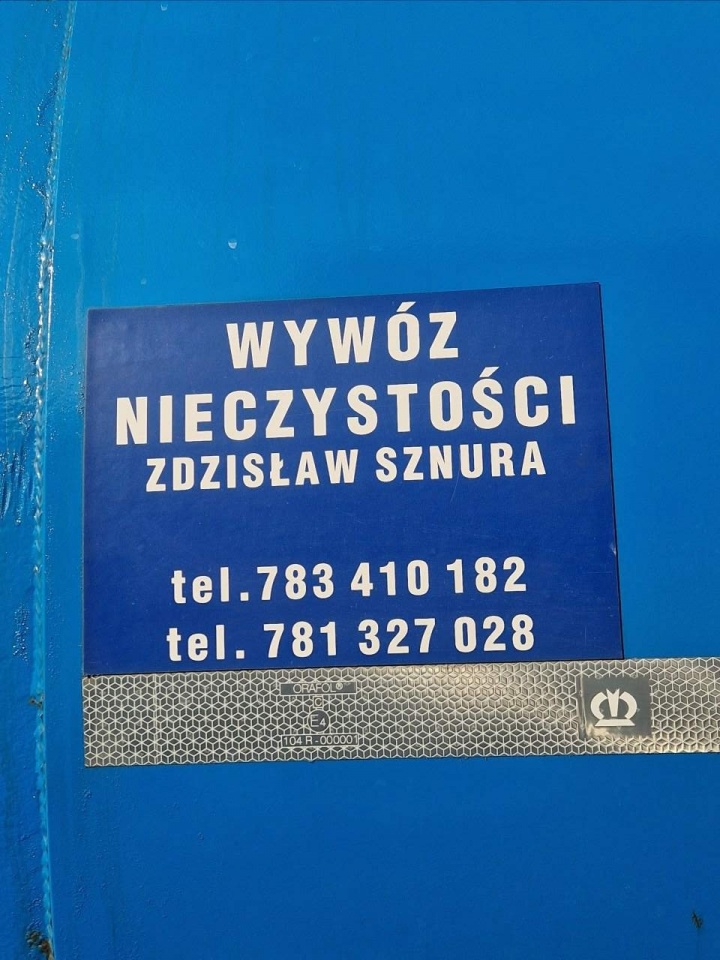 WYWÓZ
NIECZYSTOŚCI
ZDZISŁAW SZNURA
tel.783 410 182
tel. 781 327 028
ORAFOL®
C
E4
104 R-000001